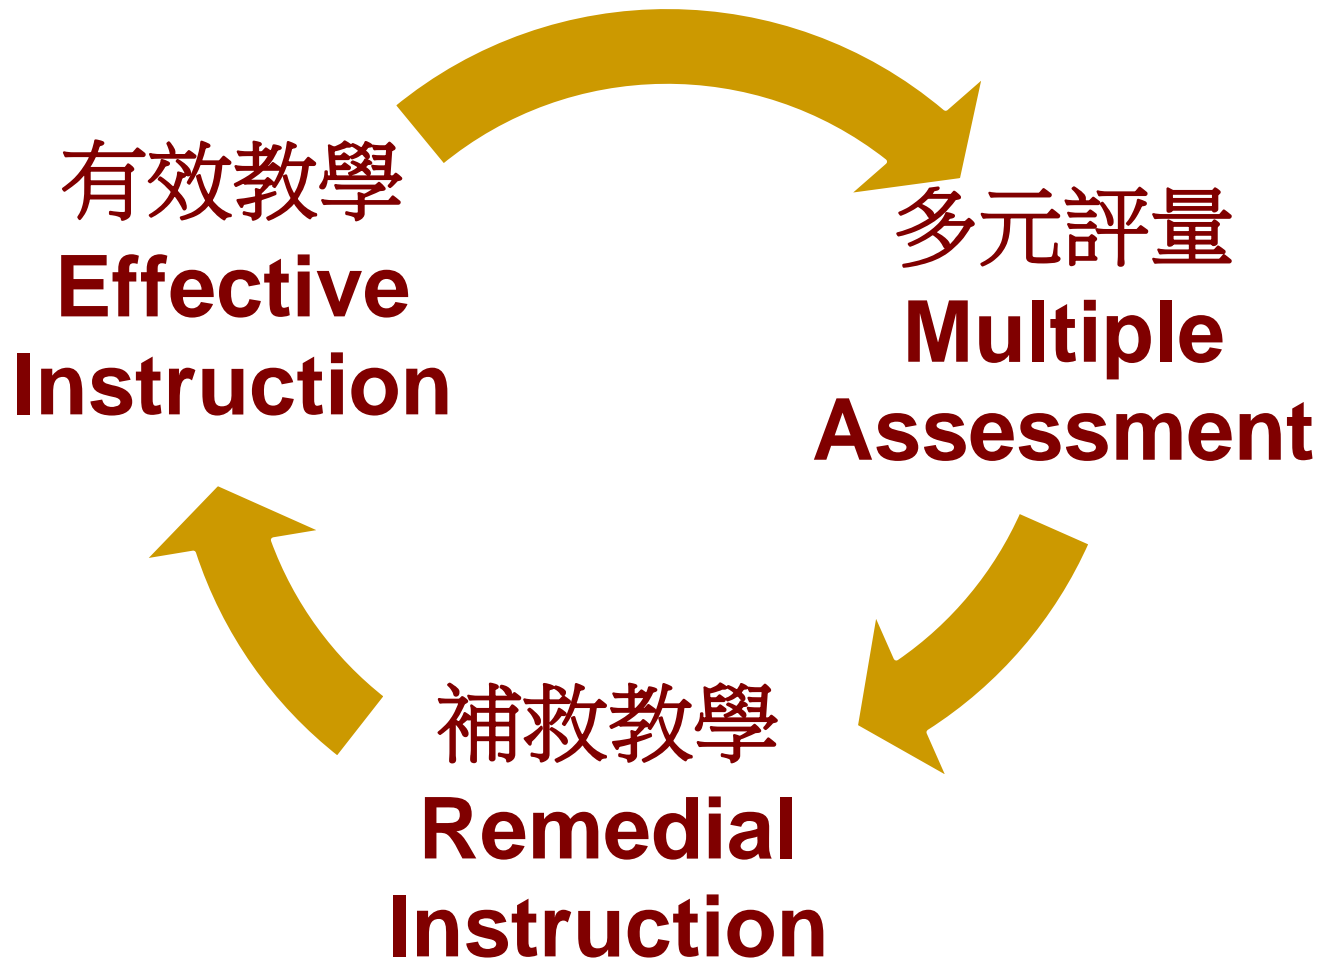 有效教學
Effective
Instruction
多元評量
Multiple
Assessment
補救教學
Remedial
Instruction